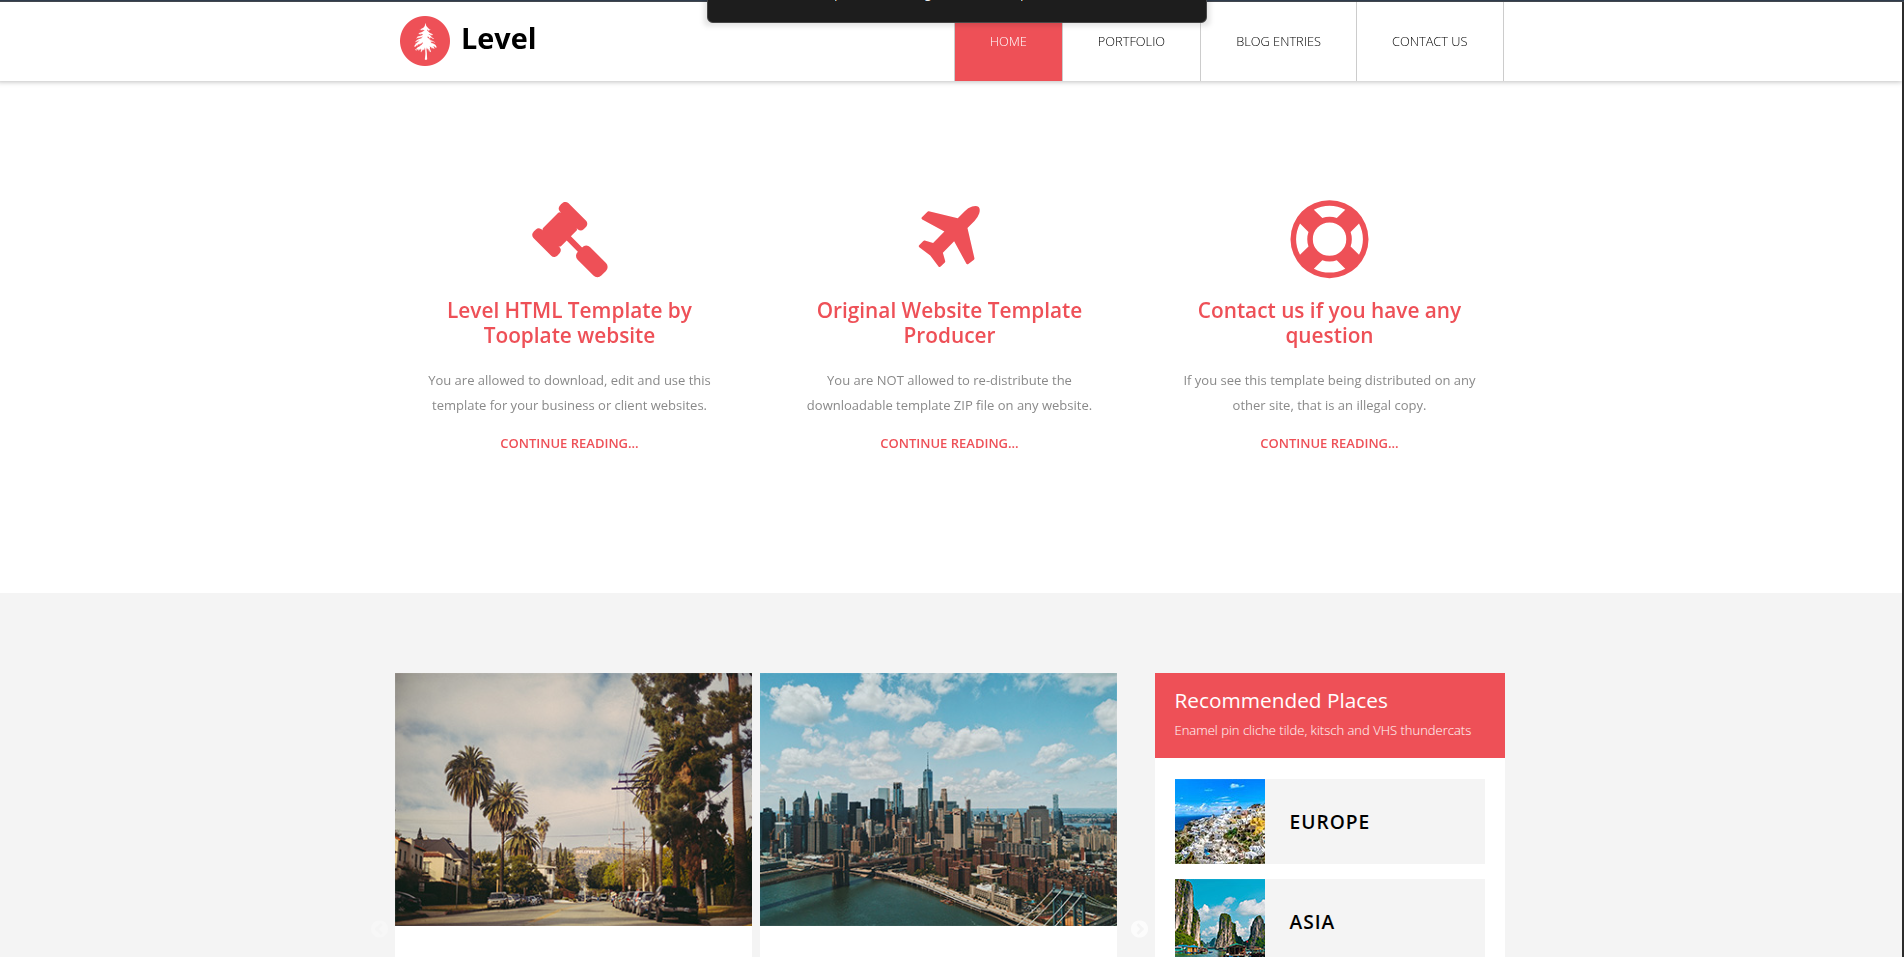 Level
HOME
PORTFOLIO
BLOG ENTRIES
CONTACT US
Level HTML Template by
Tooplate website
You are allowed to download, edit and use this
template for your business or client websites.
CONTINUE READING...
Original Website Template
Producer
You are NOT allowed to re-distribute the
downloadable template ZIP file on any website.
CONTINUE READING...
Contact us if you have any
question
If you see this template being distributed on any
other site, that is an illegal copy.
CONTINUE READING...
Recommended Places
Enamel pin cliche tilde, kitsch and VHS thundercats
EUROPE
ASIA